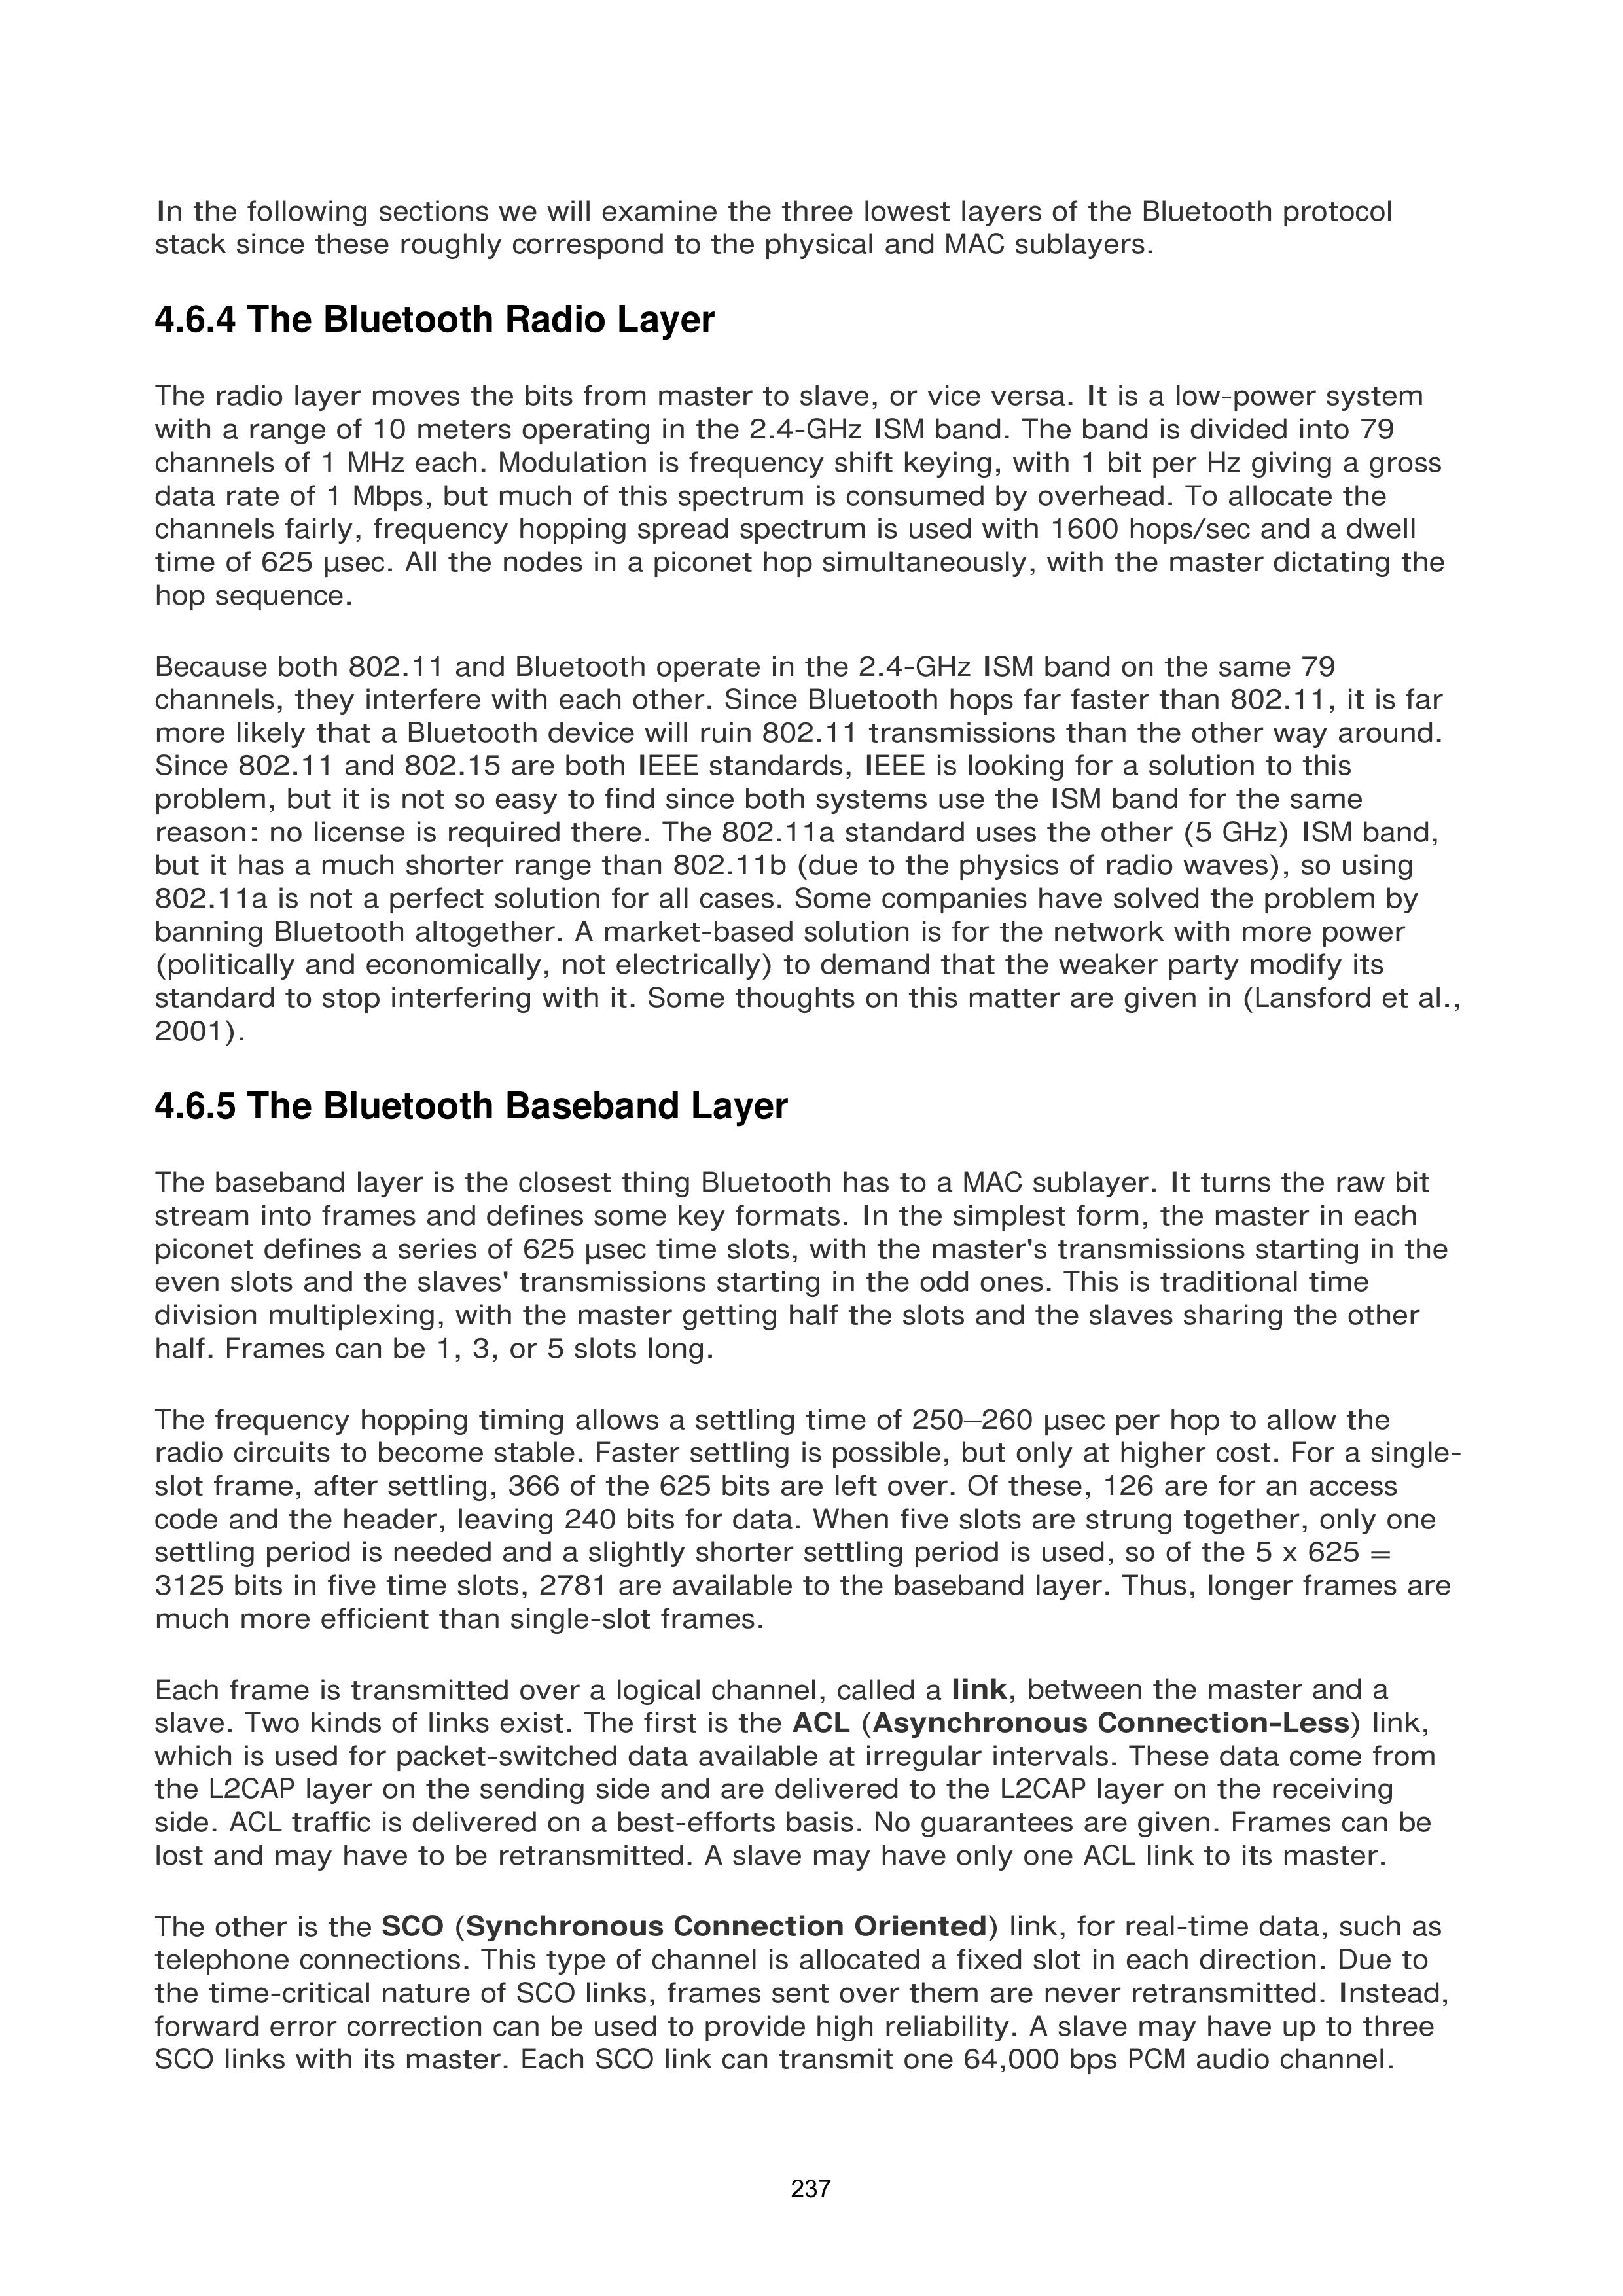 In the following sections we will examine the three lowest layers of the Bluetooth protocol
stack since these roughly correspond to the physical and MAC sublayers.
4.6.4 The Bluetooth Radio Layer
The radio layer moves the bits from master to slave, or vice versa. It is a low-power system
with a range of 10 meters operating in the 2.4-GHz ISM band. The band is divided into 79
channels of 1 MHz each. Modulation is frequency shift keying, with 1 bit per Hz giving a gross
data rate of 1 Mbps, but much of this spectrum is consumed by overhead. To allocate the
channels fairly, frequency hopping spread spectrum is used with 1600 hops/sec and a dwell
time of 625 µsec. All the nodes in a piconet hop simultaneously, with the master dictating the
hop sequence.
Because both 802.11 and Bluetooth operate in the 2.4-GHz ISM band on the same 79
channels, they interfere with each other. Since Bluetooth hops far faster than 802.11, it is far
more likely that a Bluetooth device will ruin 802.11 transmissions than the other way around.
Since 802.11 and 802.15 are both IEEE standards, IEEE is looking for a solution to this
problem, but it is not so easy to find since both systems use the ISM band for the same
reason: no license is required there. The 802.11a standard uses the other (5 GHz) ISM band,
but it has a much shorter range than 802.11b (due to the physics of radio waves), so using
802.11a is not a perfect solution for all cases. Some companies have solved the problem by
banning Bluetooth altogether. A market-based solution is for the network with more power
(politically and economically, not electrically) to demand that the weaker party modify its
standard to stop interfering with it. Some thoughts on this matter are given in (Lansford et al.,
2001).
4.6.5 The Bluetooth Baseband Layer
The baseband layer is the closest thing Bluetooth has to a MAC sublayer. It turns the raw bit
stream into frames and defines some key formats. In the simplest form, the master in each
piconet defines a series of 625 µsec time slots, with the master's transmissions starting in the
even slots and the slaves' transmissions starting in the odd ones. This is traditional time
division multiplexing, with the master getting half the slots and the slaves sharing the other
half. Frames can be 1, 3, or 5 slots long.
The frequency hopping timing allows a settling time of 250–260 µsec per hop to allow the
radio circuits to become stable. Faster settling is possible, but only at higher cost. For a single-
slot frame, after settling, 366 of the 625 bits are left over. Of these, 126 are for an access
code and the header, leaving 240 bits for data. When five slots are strung together, only one
settling period is needed and a slightly shorter settling period is used, so of the 5 x 625 =
3125 bits in five time slots, 2781 are available to the baseband layer. Thus, longer frames are
much more efficient than single-slot frames.
Each frame is transmitted over a logical channel, called a link, between the master and a
slave. Two kinds of links exist. The first is the ACL (Asynchronous Connection-Less) link,
which is used for packet-switched data available at irregular intervals. These data come from
the L2CAP layer on the sending side and are delivered to the L2CAP layer on the receiving
side. ACL traffic is delivered on a best-efforts basis. No guarantees are given. Frames can be
lost and may have to be retransmitted. A slave may have only one ACL link to its master.
The other is the SCO (Synchronous Connection Oriented) link, for real-time data, such as
telephone connections. This type of channel is allocated a fixed slot in each direction. Due to
the time-critical nature of SCO links, frames sent over them are never retransmitted. Instead,
forward error correction can be used to provide high reliability. A slave may have up to three
SCO links with its master. Each SCO link can transmit one 64,000 bps PCM audio channel.
237